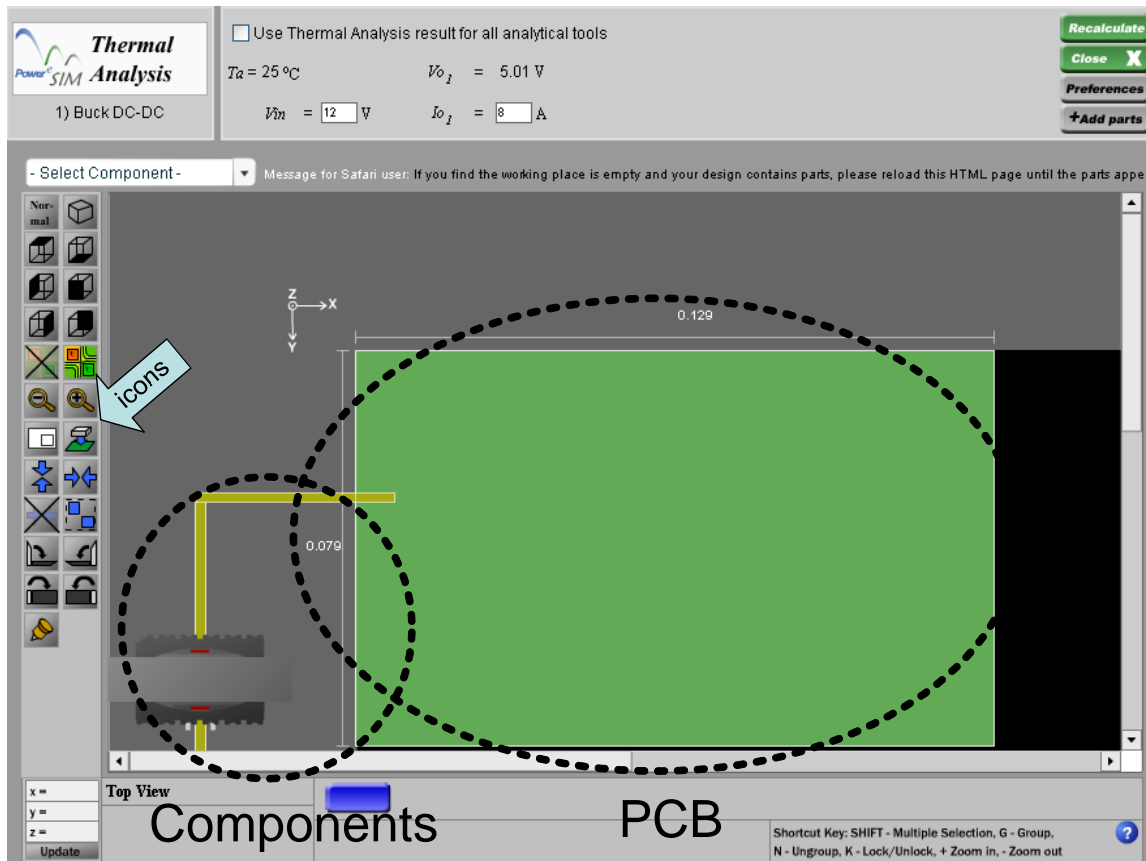 Thermal
Power e SIM Analysis
1) Buck DC-DC
Use Thermal Analysis result for all analytical tools
Ta = 25 ºC
Vo1 = 5.01 V
Vin = 12 V
Io1 = 8 A
Recalculate
Close X
Preferences
+Add parts
- Select Component -
Message for Safari user: If you find the working place is empty and your design contains parts, please reload this HTML page until the parts appe
Nor-
mal
Z
X
Y
0.129
icons
0.079
x =
y =
z =
Update
Top View
Components
PCB
Shortcut Key: SHIFT - Multiple Selection, G - Group,
N - Ungroup, K - Lock/Unlock, + Zoom in, - Zoom out
?